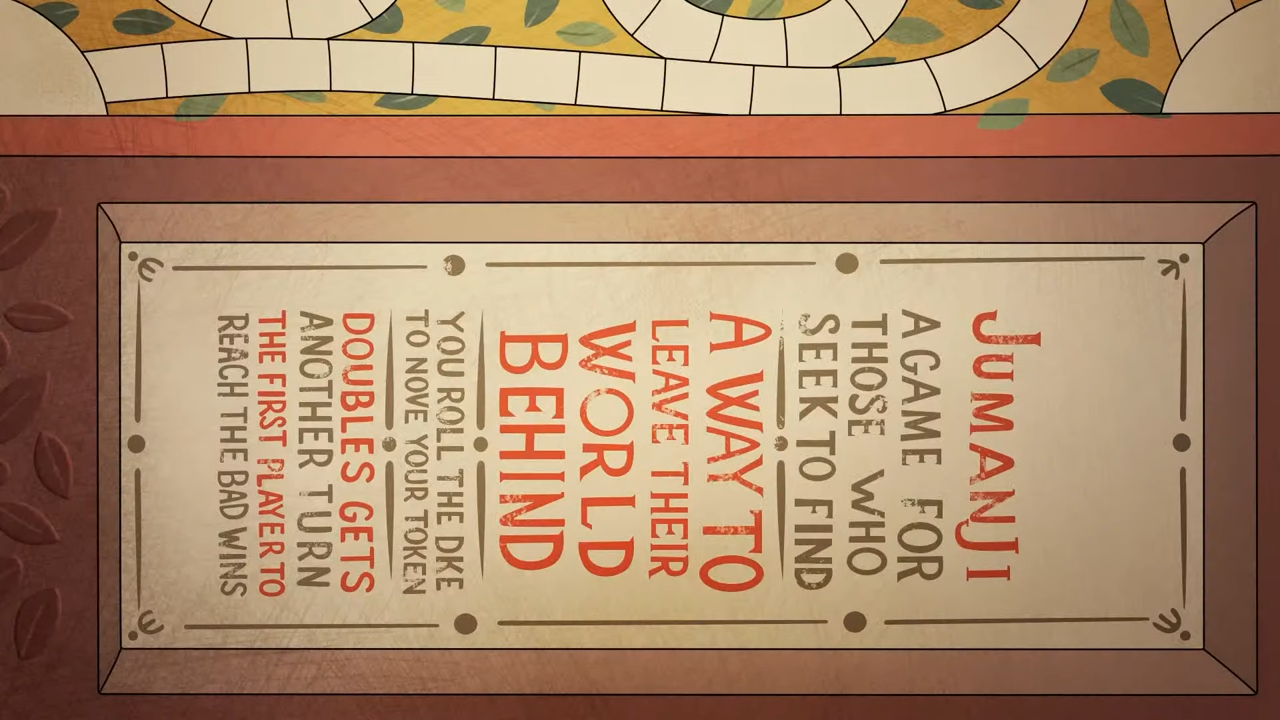 JUMANJI
A GAME FOR
THOSE WHO
SEEK TO FIND
A WAY TO
LEAVE THEIR
WORLD
BEHIND
YOU ROLL THE DKE
TO NOVE YOUR TOKEN
DOUBLES GETS
ANOTHER TURN
THE FIRST PLAYER TO
REACH THE BAD WINS